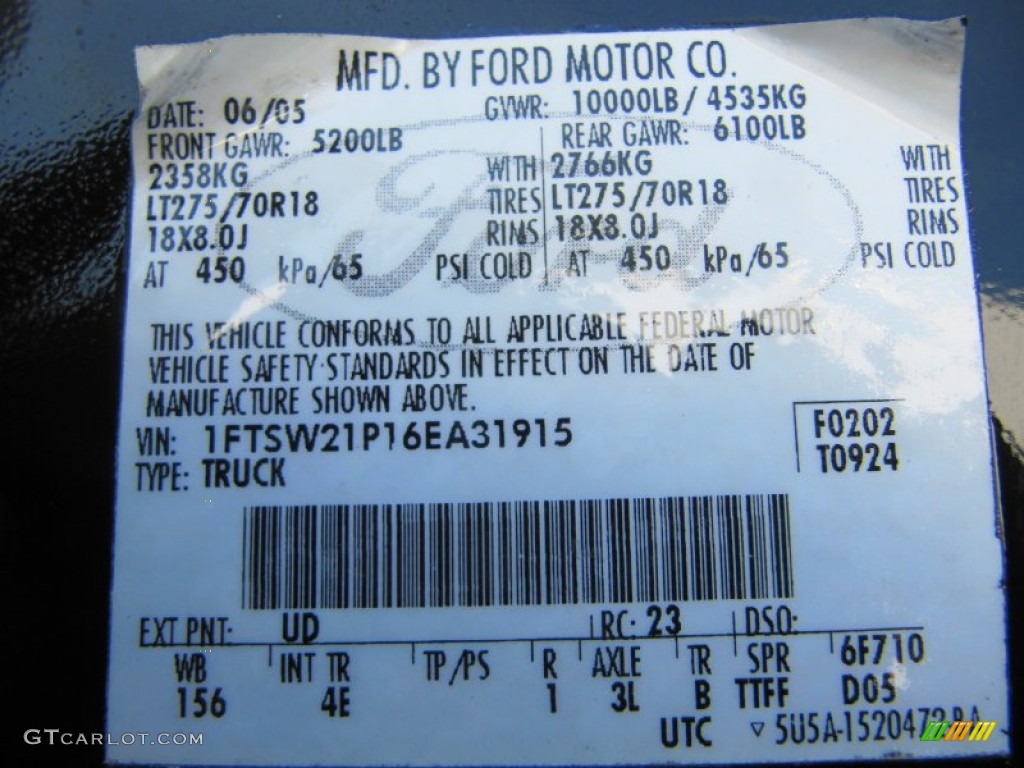 MFD. BY FORD MOTOR CO.
DATE: 06/05 GVWR: 10000LB / 4535KG
FRONT GAWR: 5200LB REAR GAWR: 6100LB
2358KG WITH 2766KG WITH
LT275/70R18 TIRES LT275/70R18 TIRES
18X8.0J RIMS 18X8.0J RIMS
AT 450 kPa/65 PSI COLD AT 450 kPa/65 PSI COLD
Ford
THIS VEHICLE CONFORMS TO ALL APPLICABLE FEDERAL MOTOR
VEHICLE SAFETY STANDARDS IN EFFECT ON THE DATE OF
MANUFACTURE SHOWN ABOVE.
VIN: 1FTSW21P16EA31915 F0202
TYPE: TRUCK T0924
EXT PNT: UD RC: 23 DSO:
WB INT TR TP/PS R AXLE TR SPR 6F710
156 4E 1 3L B TTFF D05
UTC ▽ 5U5A-1520472-BA
GTCARLOT.COM